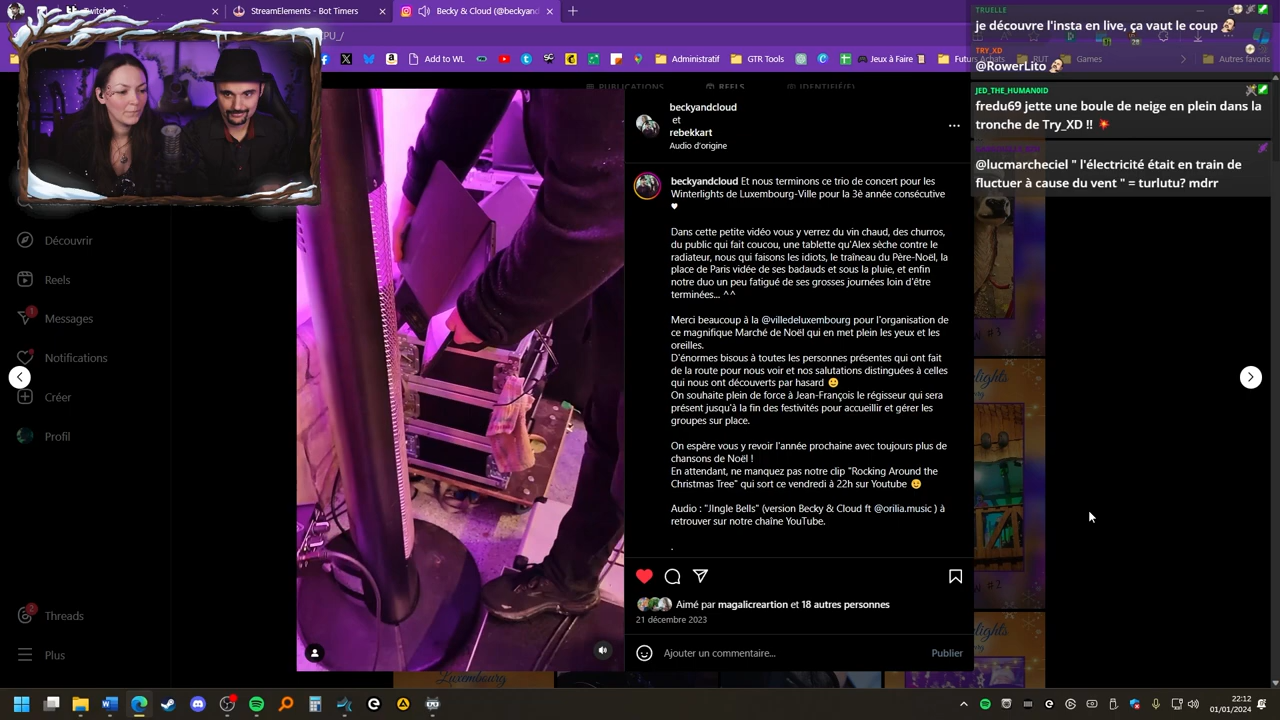 StreamElements - Bot Timers
Becky & Cloud (@beckyand
Add to WL
Administratif
GTR Tools
Jeux à Faire
RUT
Games
Autres favoris
TRUELLE
je découvre l'insta en live, ça vaut le coup
TRY_XD
@RowerLito
JED_THE_HUMAN0ID
fredu69 jette une boule de neige en plein dans la
tronche de Try_XD !!
@lucmarcheciel " l'électricité était en train de
fluctuer à cause du vent " = turlutu? mdrr
PUBLICATIONS
REELS
IDENTIFIÉ(E)
Découvrir
Reels
Messages
1
Notifications
Créer
Profil
Threads
2
Plus
beckyandcloud
et
rebekkart
Audio d'origine
beckyandcloud Et nous terminons ce trio de concert pour les
Winterlights de Luxembourg-Ville pour la 3è année consécutive
♥
Dans cette petite vidéo vous y verrez du vin chaud, des churros,
du public qui fait coucou, une tablette qu'Alex sèche contre le
radiateur, nous qui faisons les idiots, le traîneau du Père-Noël, la
place de Paris vidée de ses badauds et sous la pluie, et enfin
notre duo un peu fatigué de ses grosses journées loin d'être
terminées... ^^
Merci beaucoup à la @villedeluxembourg pour l'organisation de
ce magnifique Marché de Noël qui en met plein les yeux et les
oreilles.
D'énormes bisous à toutes les personnes présentes qui ont fait
de la route pour nous voir et nos salutations distinguées à celles
qui nous ont découverts par hasard 🙂
On souhaite plein de force à Jean-François le régisseur qui sera
présent jusqu'à la fin des festivités pour accueillir et gérer les
groupes sur place.
On espère vous y revoir l'année prochaine avec toujours plus de
chansons de Noël !
En attendant, ne manquez pas notre clip "Rocking Around the
Christmas Tree" qui sort ce vendredi à 22h sur Youtube 🙂
Audio : "JIngle Bells" (version Becky & Cloud ft @orilia.music ) à
retrouver sur notre chaîne YouTube.
.
Aimé par magalicreartion et 18 autres personnes
21 décembre 2023
Ajouter un commentaire...
Publier
#3
#2
Luxembourg
22:12
01/01/2024